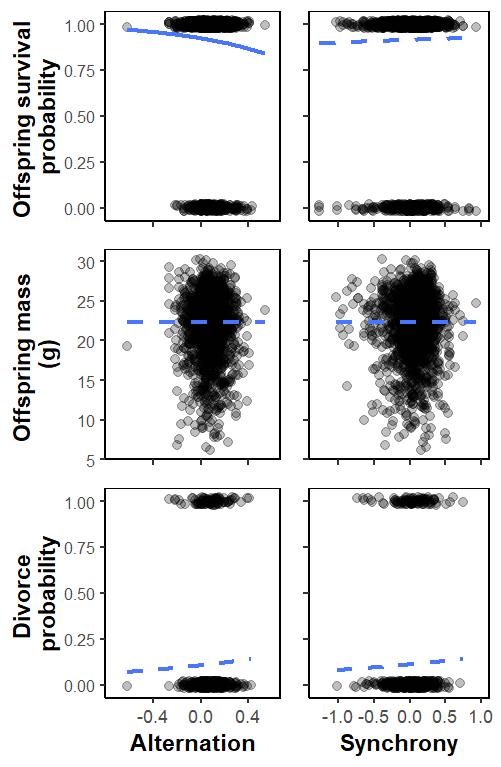 Offspring survival
probability
1.00
0.75
0.50
0.25
0.00
Offspring mass
(g)
30
25
20
15
10
5
Divorce
probability
1.00
0.75
0.50
0.25
0.00
-0.4 0.0 0.4
Alternation
-1.0 -0.5 0.0 0.5 1.0
Synchrony